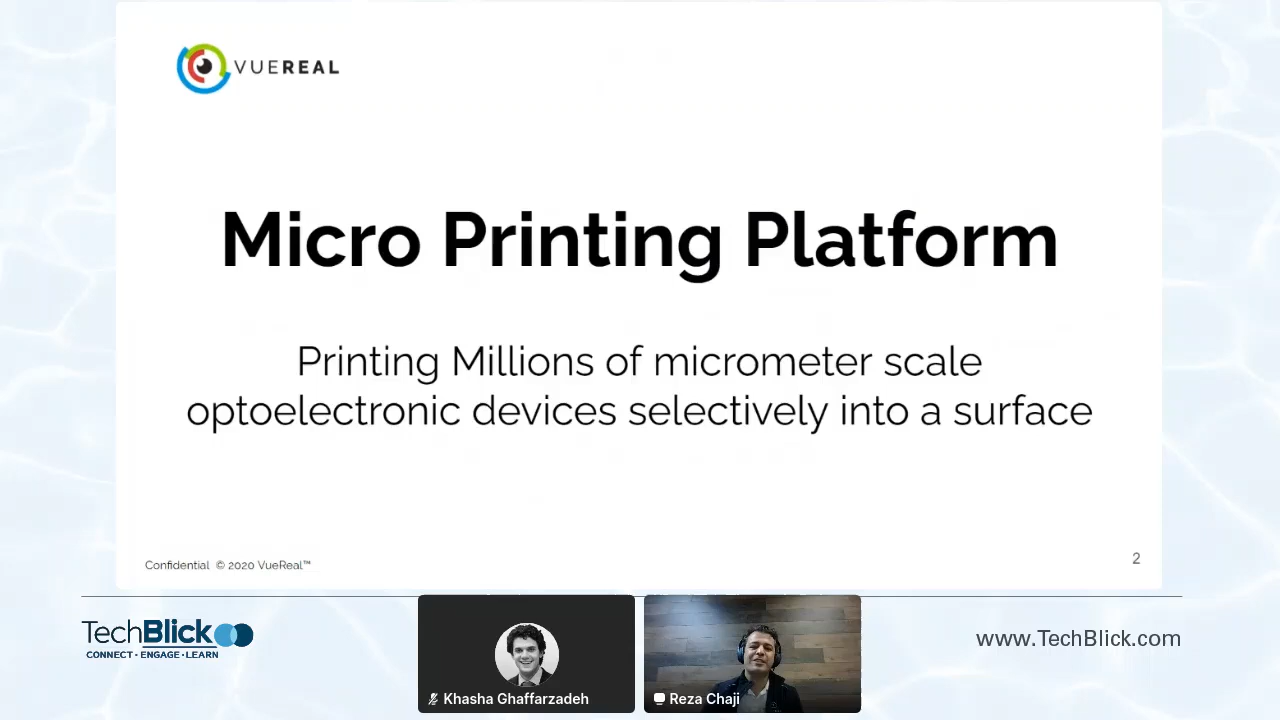 VUEREAL
Micro Printing Platform
Printing Millions of micrometer scale
optoelectronic devices selectively into a surface
Confidential © 2020 VueReal™
2
TechBlick
CONNECT · ENGAGE · LEARN
Khasha Ghaffarzadeh
Reza Chaji
www.TechBlick.com